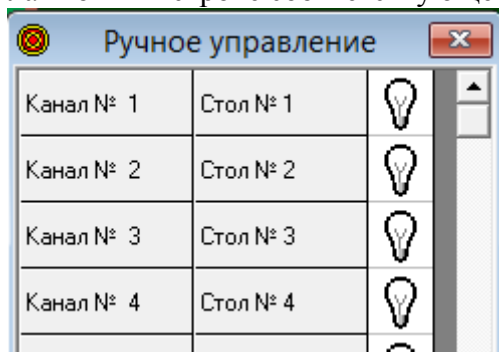 Ручное управление
Канал № 1 Стол № 1
Канал № 2 Стол № 2
Канал № 3 Стол № 3
Канал № 4 Стол № 4